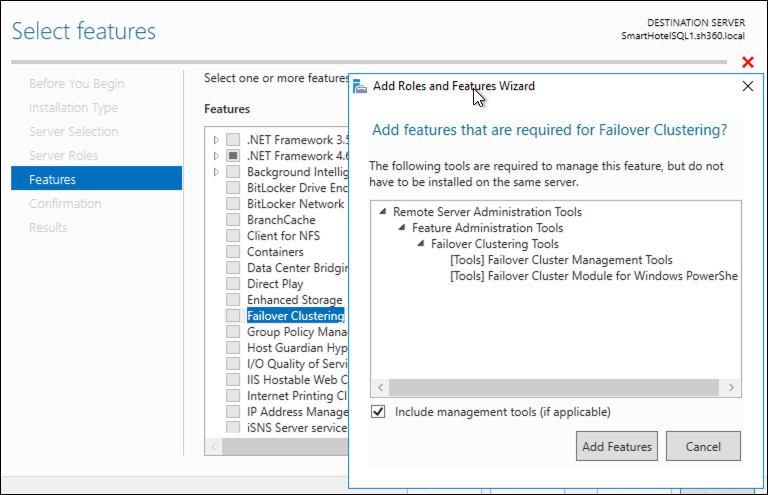 Select features
DESTINATION SERVER
SmartHotelSQL1.sh360.local
Before You Begin
Installation Type
Server Selection
Server Roles
Features
Confirmation
Results
Select one or more features
Features
.NET Framework 3.5
.NET Framework 4.6
Background Intellig
BitLocker Drive Enc
BitLocker Network
BranchCache
Client for NFS
Containers
Data Center Bridgin
Direct Play
Enhanced Storage
Failover Clustering
Group Policy Mana
Host Guardian Hyp
I/O Quality of Servi
IIS Hostable Web C
Internet Printing Cl
IP Address Manage
iSNS Server service
Add Roles and Features Wizard
Add features that are required for Failover Clustering?
The following tools are required to manage this feature, but do not
have to be installed on the same server.
Remote Server Administration Tools
Feature Administration Tools
Failover Clustering Tools
[Tools] Failover Cluster Management Tools
[Tools] Failover Cluster Module for Windows PowerShe
Include management tools (if applicable)
Add Features
Cancel